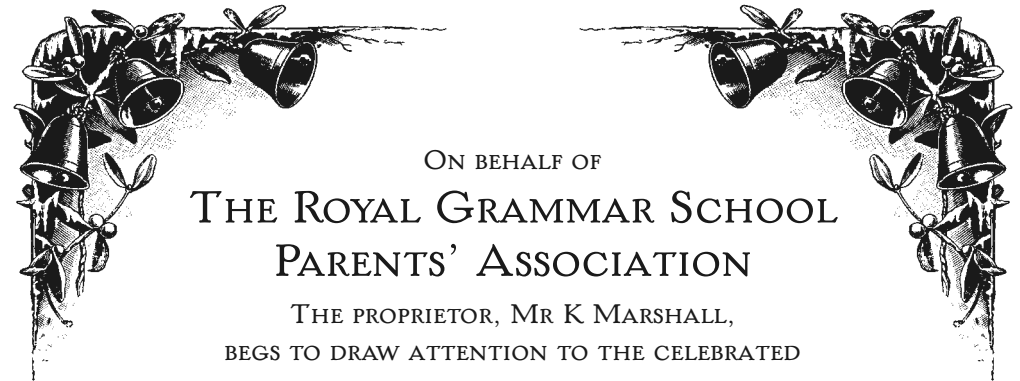 On behalf of
The Royal Grammar School
Parents’ Association
The proprietor, Mr K Marshall,
begs to draw attention to the celebrated